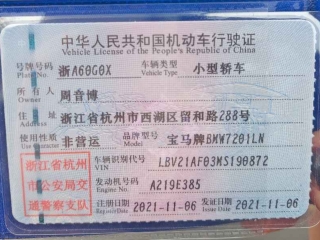 中华人民共和国机动车行驶证
Vehicle License of the People's Republic of China
号牌号码 浙A60G0X 车辆类型 小型轿车
Plate No. Vehicle Type
所有人 周音博
Owner
住址 浙江省杭州市西湖区留和路288号
Address
使用性质 非营运 品牌型号 宝马牌BMW7201LN
Use Character Model
浙江省杭州市公安局交通警察支队
车辆识别代号 LBV21AF03MS190872
VIN
发动机号码 A219E385
Engine No.
注册日期 2021-11-06 发证日期 2021-11-06
Register Date Issue Date